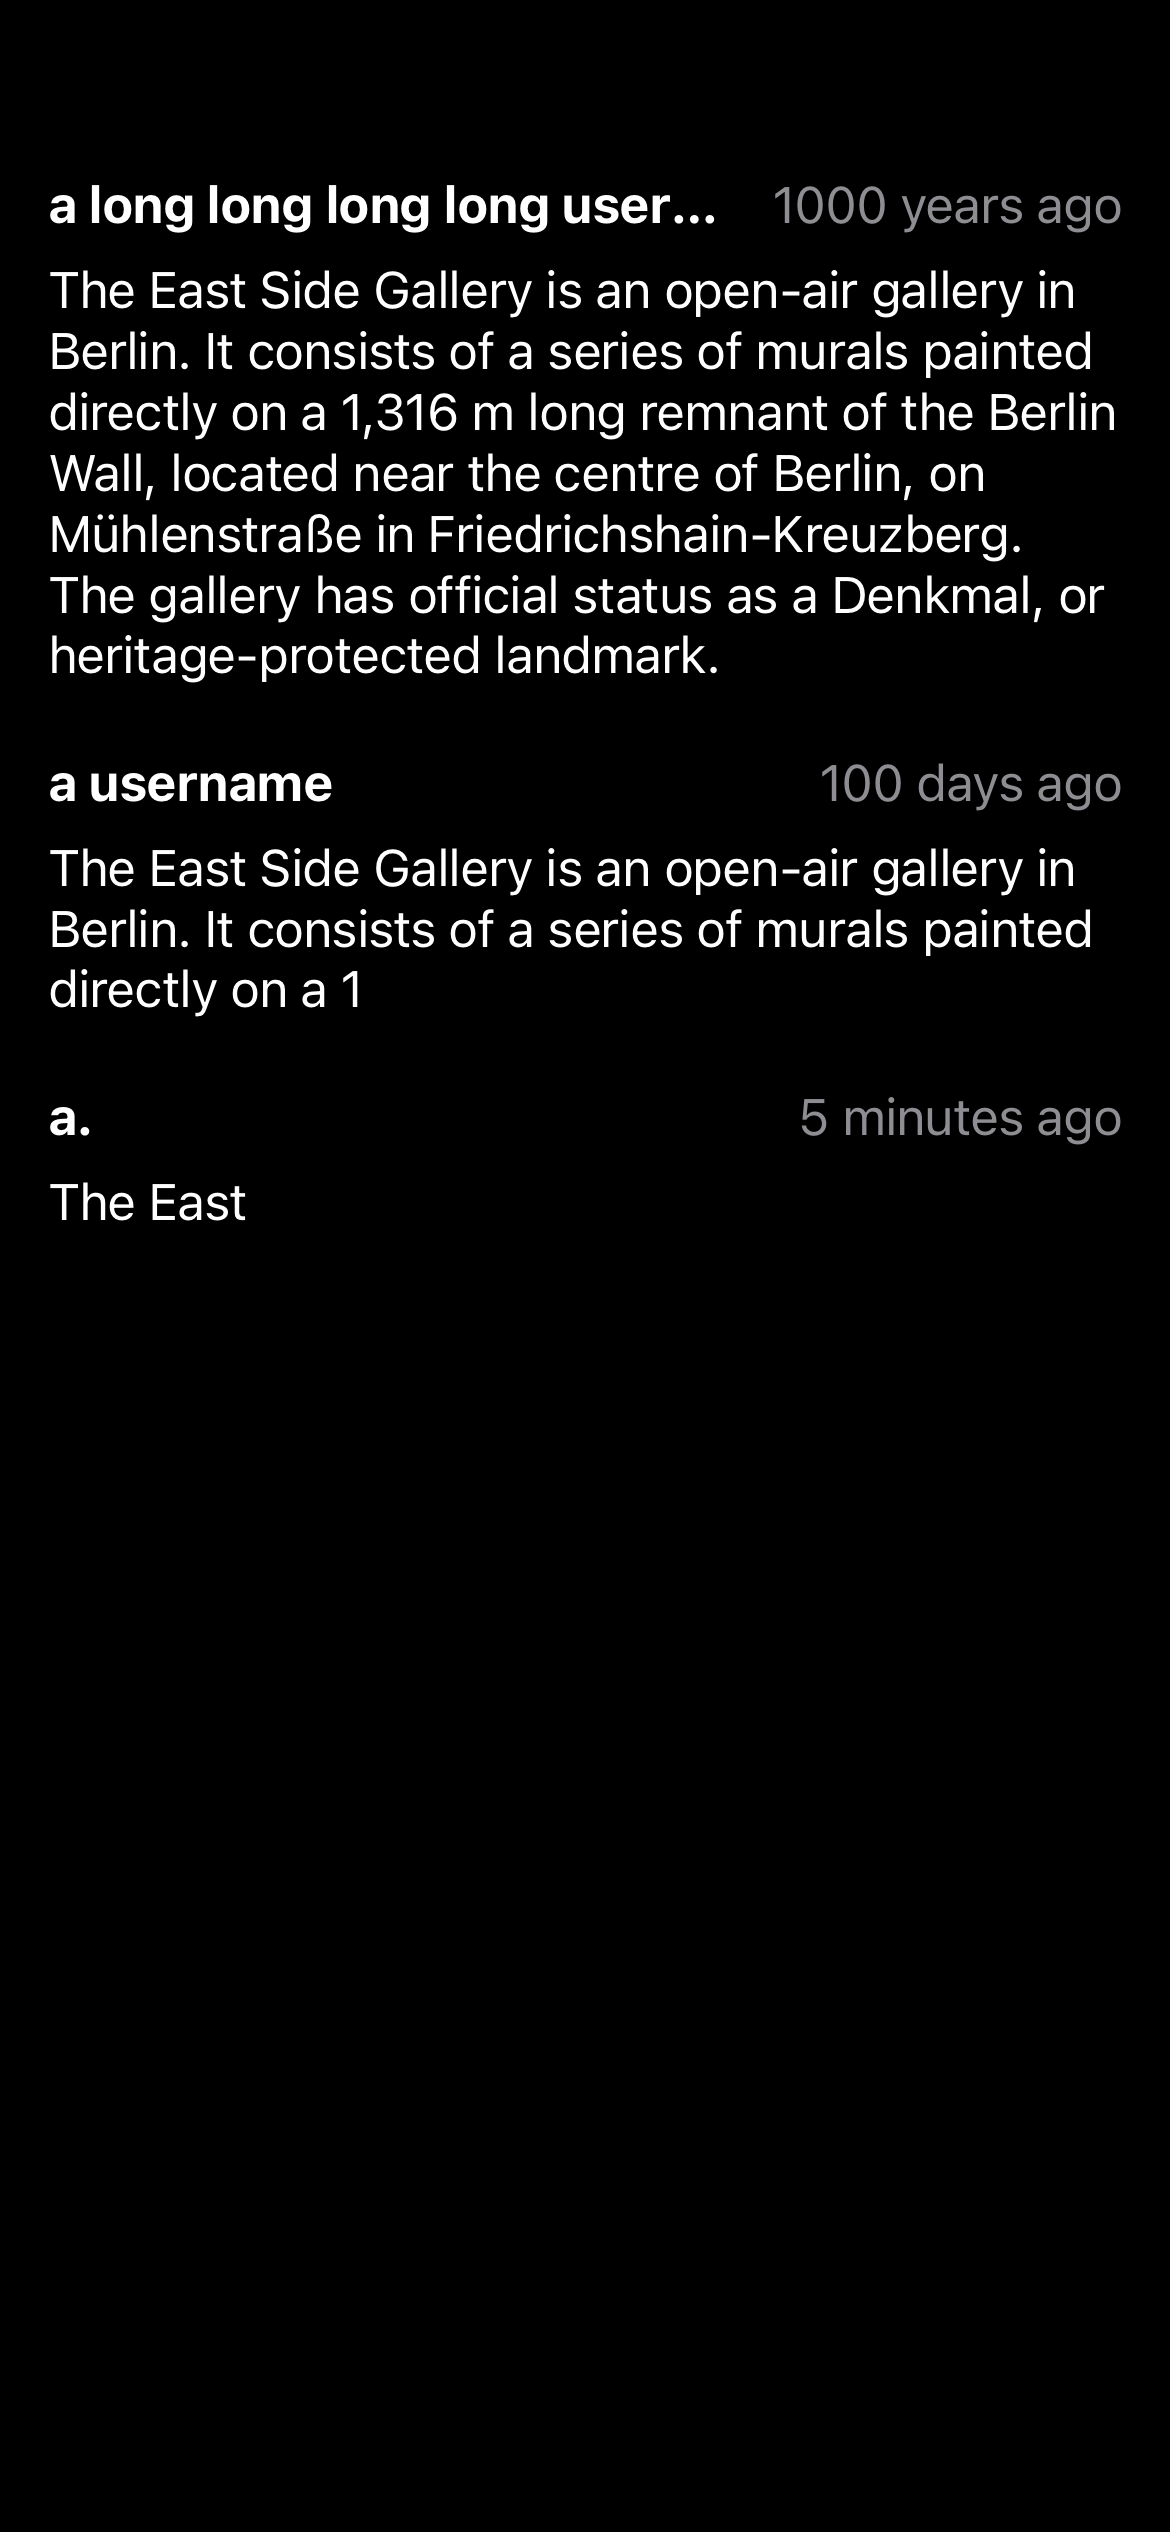 a long long long long user... 1000 years ago
The East Side Gallery is an open-air gallery in
Berlin. It consists of a series of murals painted
directly on a 1,316 m long remnant of the Berlin
Wall, located near the centre of Berlin, on
Mühlenstraße in Friedrichshain-Kreuzberg.
The gallery has official status as a Denkmal, or
heritage-protected landmark.
a username 100 days ago
The East Side Gallery is an open-air gallery in
Berlin. It consists of a series of murals painted
directly on a 1
a. 5 minutes ago
The East